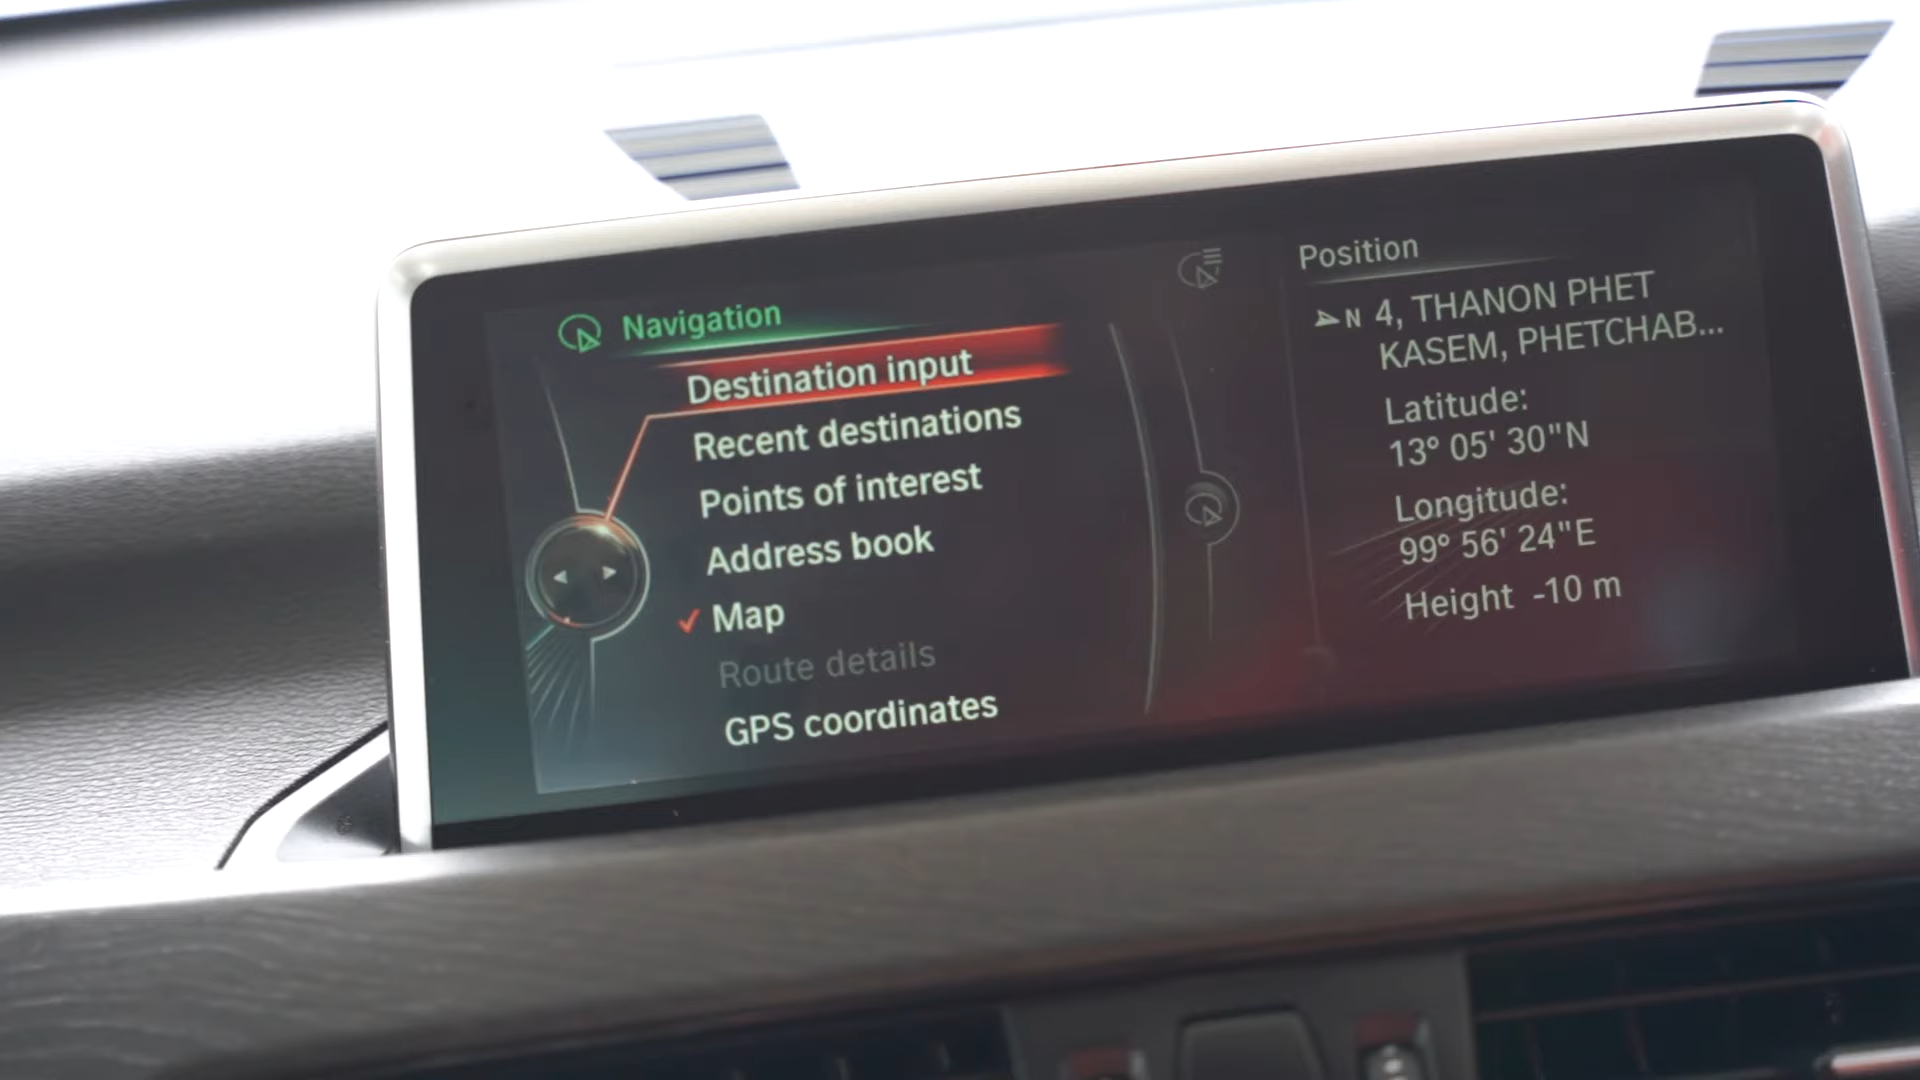 Navigation
Destination input
Recent destinations
Points of interest
Address book
Map
Route details
GPS coordinates
Position
N 4, THANON PHET
KASEM, PHETCHAB...
Latitude:
13° 05' 30"N
Longitude:
99° 56' 24"E
Height -10 m